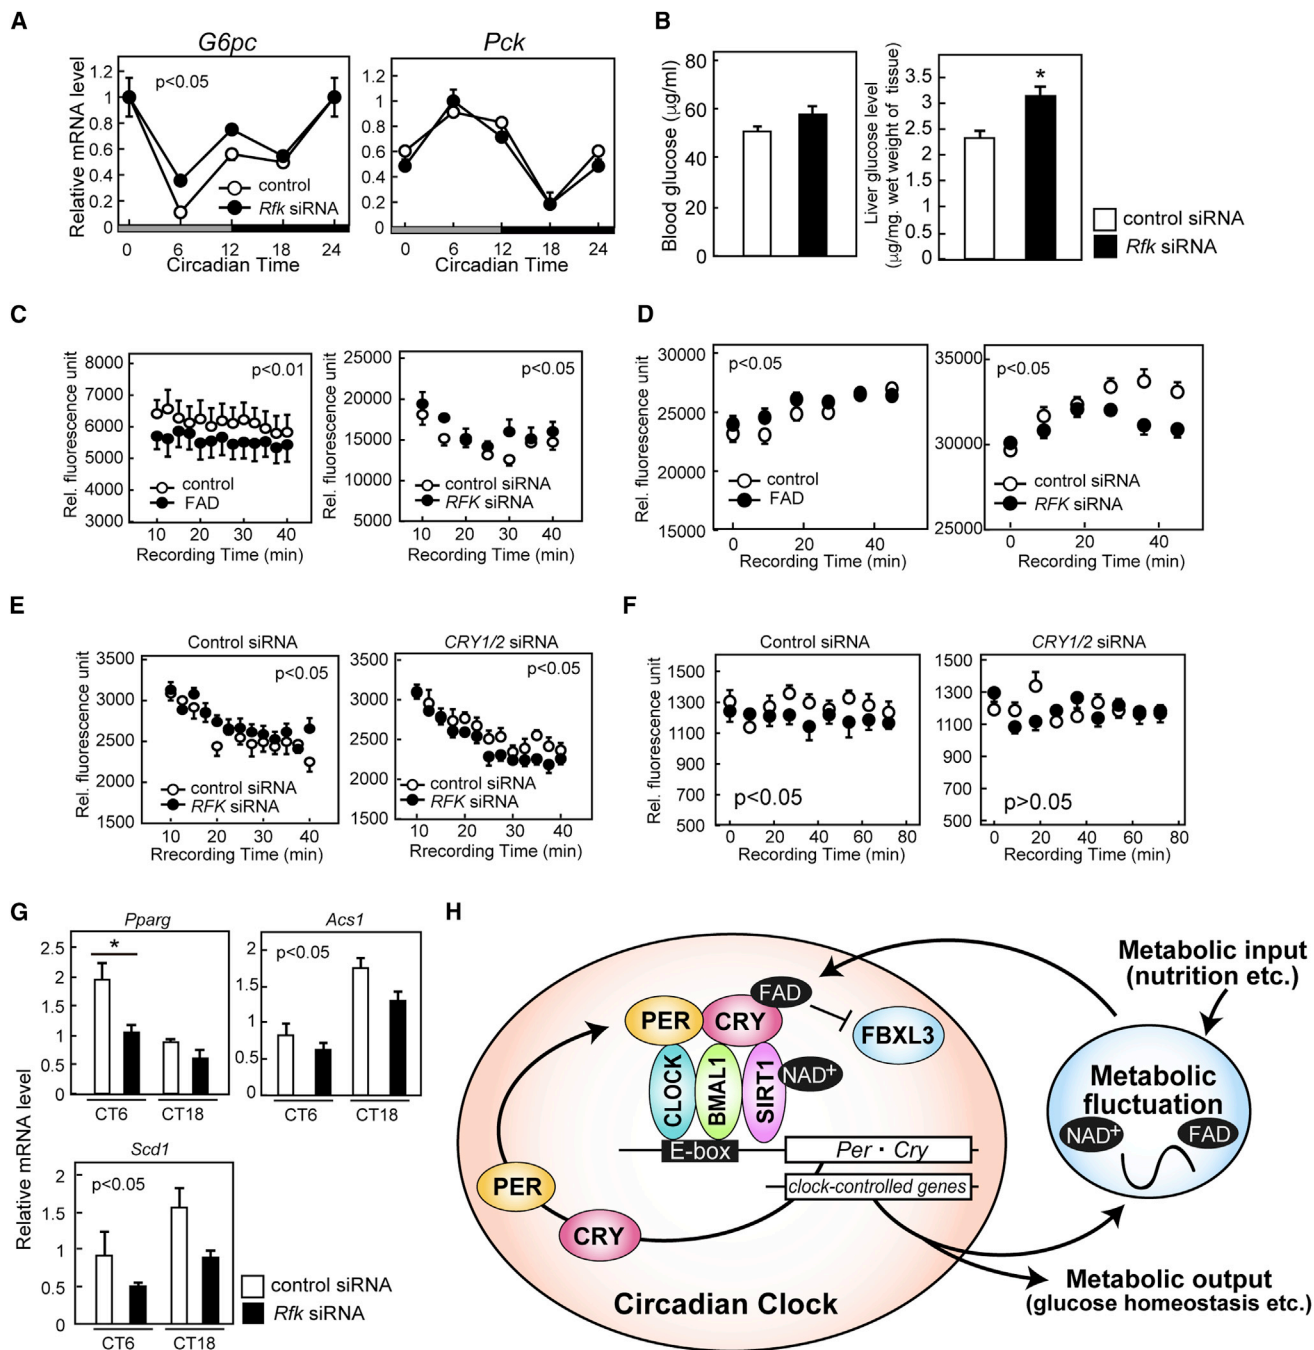 A
G6pc
Pck
Relative mRNA level
1.2
1
0.8
0.6
0.4
0.2
0
p<0.05
control
Rfk siRNA
0 6 12 18 24
Circadian Time
1.2
1
0.8
0.6
0.4
0.2
0
0 6 12 18 24
Circadian Time
B
Blood glucose (μg/ml)
80
60
40
20
0
Liver glucose level
(μg/mg. wet weight of tissue)
3.5
3
2.5
2
1.5
1
0.5
0
*
control siRNA
Rfk siRNA
C
Rel. fluorescence unit
8000
7000
6000
5000
4000
3000
p<0.01
control
FAD
10 20 30 40
Recording Time (min)
Rel. fluorescence unit
25000
20000
15000
10000
5000
p<0.05
control siRNA
RFK siRNA
10 20 30 40
Recording Time (min)
D
Rel. fluorescence unit
30000
25000
20000
15000
p<0.05
control
FAD
0 20 40
Recording Time (min)
35000
30000
25000
p<0.05
control siRNA
RFK siRNA
0 20 40
Recording Time (min)
E
Control siRNA
Rel. fluorescence unit
3500
3000
2500
2000
1500
p<0.05
control siRNA
RFK siRNA
10 20 30 40
Rrecording Time (min)
CRY1/2 siRNA
3500
3000
2500
2000
1500
p<0.05
control siRNA
RFK siRNA
10 20 30 40
Recording Time (min)
F
Control siRNA
Rel. fluorescence unit
1500
1300
1100
900
700
500
p<0.05
0 20 40 60 80
Recording Time (min)
CRY1/2 siRNA
1500
1300
1100
900
700
500
p>0.05
0 20 40 60 80
Recording Time (min)
G
Relative mRNA level
Pparg
2.5
2
1.5
1
0.5
0
*
CT6 CT18
Acs1
2
1.5
1
0.5
0
p<0.05
CT6 CT18
Scd1
2
1.5
1
0.5
0
p<0.05
CT6 CT18
control siRNA
Rfk siRNA
H
Metabolic input
(nutrition etc.)
FAD
PER
CRY
FBXL3
CLOCK
BMAL1
SIRT1
NAD+
Metabolic
fluctuation
NAD+
FAD
E-box
Per · Cry
clock-controlled genes
PER
CRY
Circadian Clock
Metabolic output
(glucose homeostasis etc.)